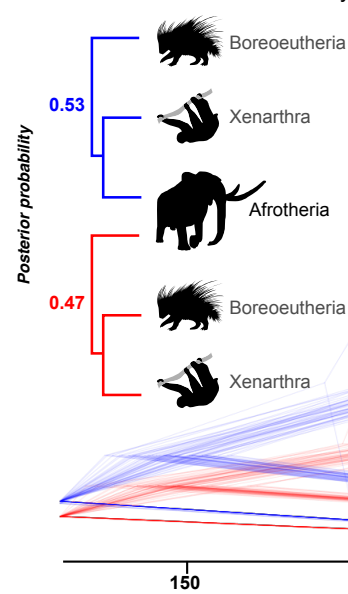 Boreoeutheria
0.53
Xenarthra
Posterior probability
Afrotheria
0.47
Boreoeutheria
Xenarthra
150